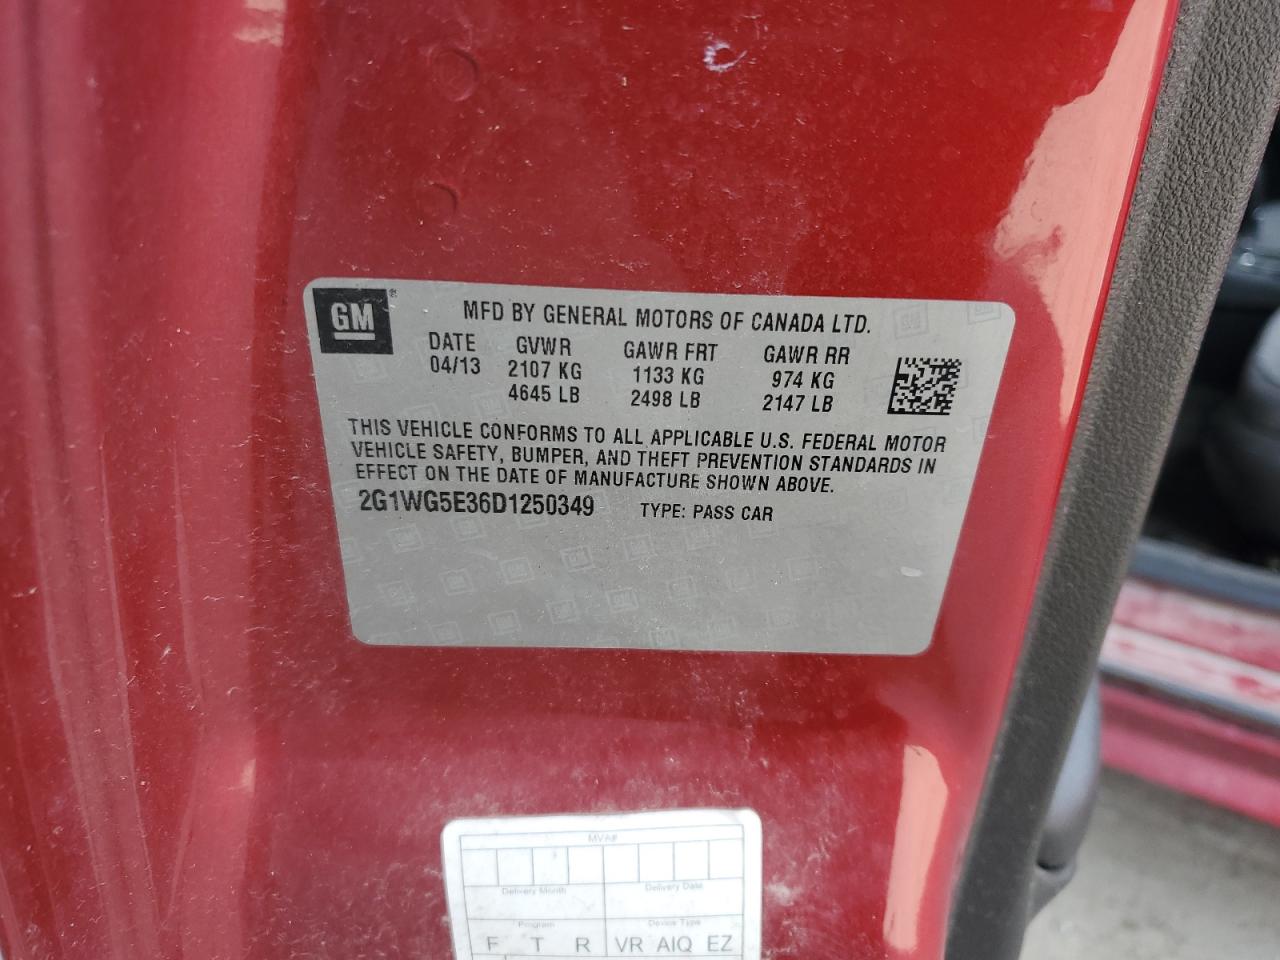 GM ®
MFD BY GENERAL MOTORS OF CANADA LTD.
DATE GVWR GAWR FRT GAWR RR
04/13 2107 KG 1133 KG 974 KG
4645 LB 2498 LB 2147 LB
THIS VEHICLE CONFORMS TO ALL APPLICABLE U.S. FEDERAL MOTOR
VEHICLE SAFETY, BUMPER, AND THEFT PREVENTION STANDARDS IN
EFFECT ON THE DATE OF MANUFACTURE SHOWN ABOVE.
2G1WG5E36D1250349 TYPE: PASS CAR
MVA#
Delivery Month Delivery Date
Program Device Type
F T R VR AIQ EZ